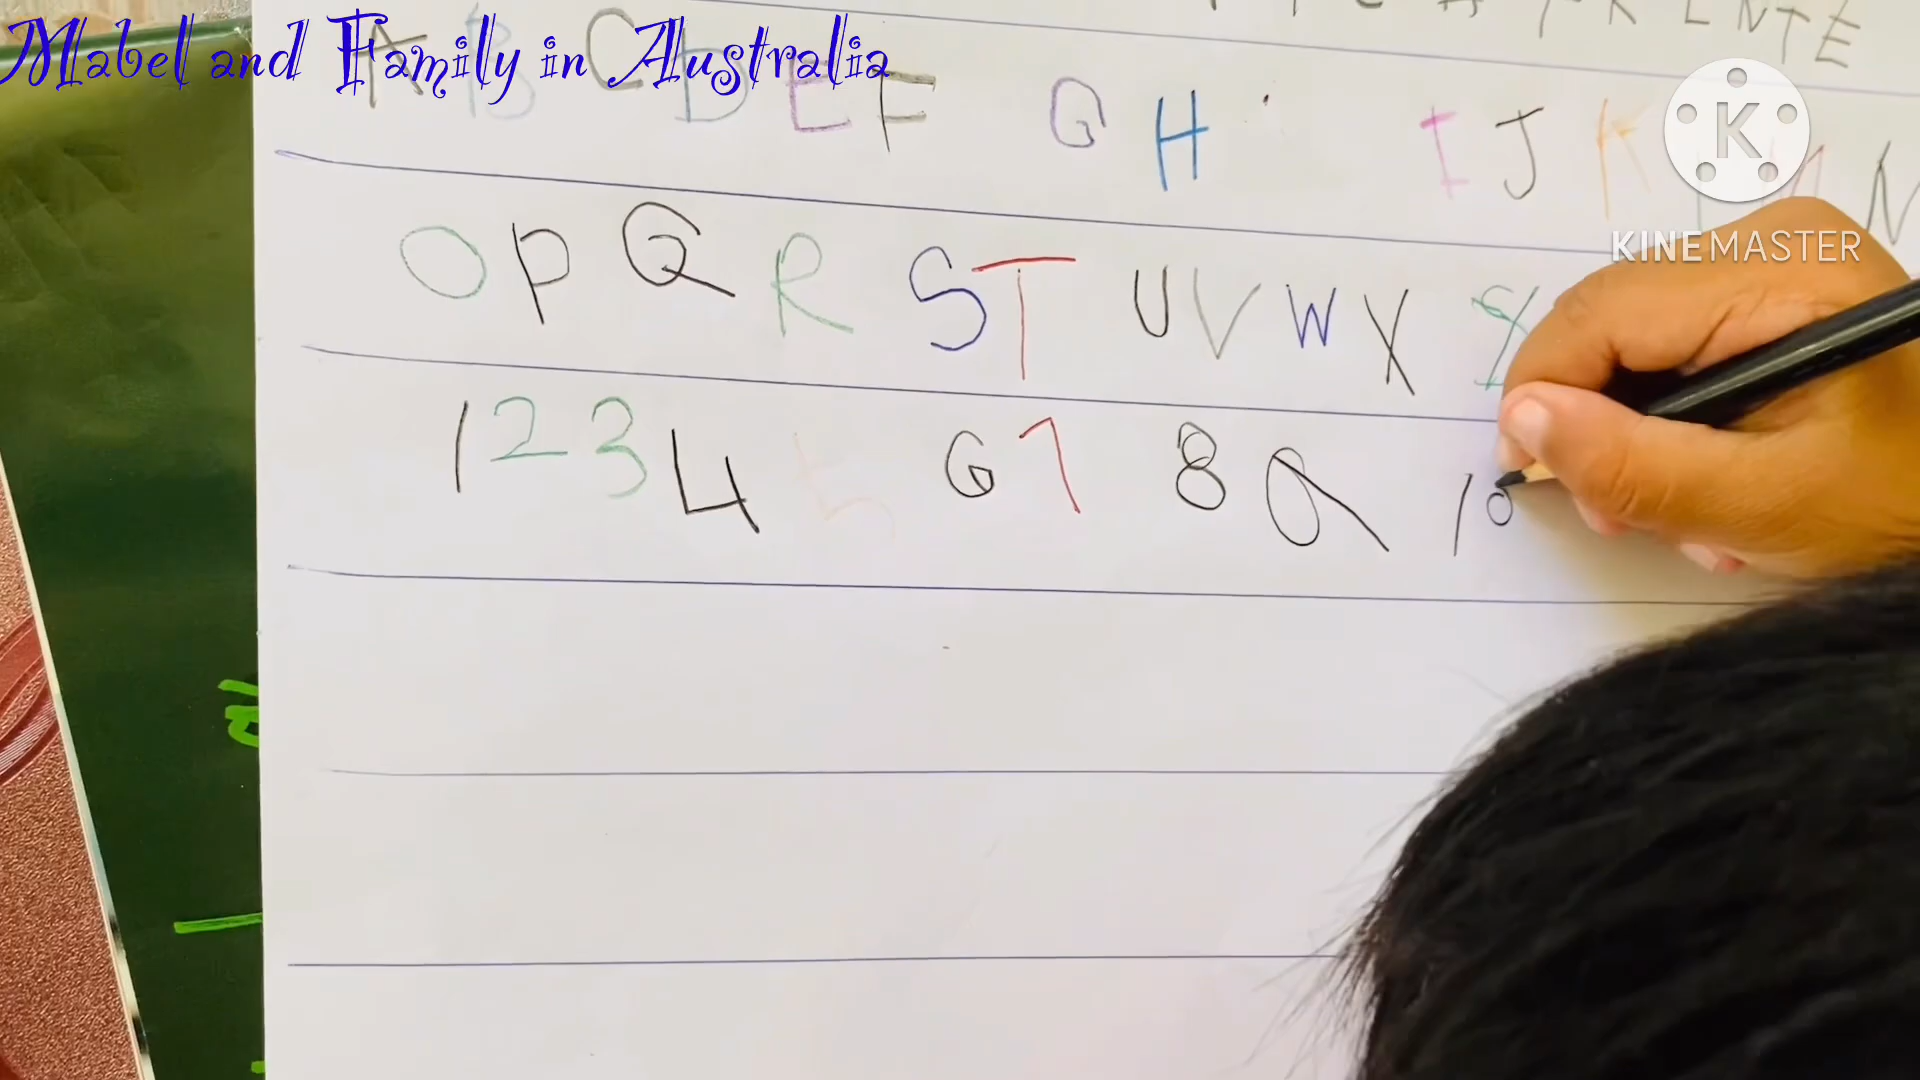 Mabel and Family in Australia
A B C D E F G H I J K L M N
O P Q R S T U V W X Y
1 2 3 4 5 6 7 8 9 10
K
KINEMASTER